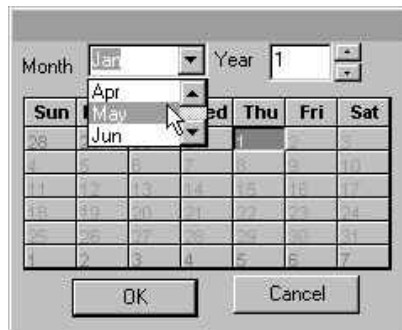 Month Jan Year 1
Apr
May
Jun
Sun ed Thu Fri Sat
28 1 2 3
4 5 6 7 8 9 10
11 12 13 14 15 16 17
18 19 20 21 22 23 24
25 26 27 28 29 30 31
1 2 3 4 5 6 7
OK Cancel